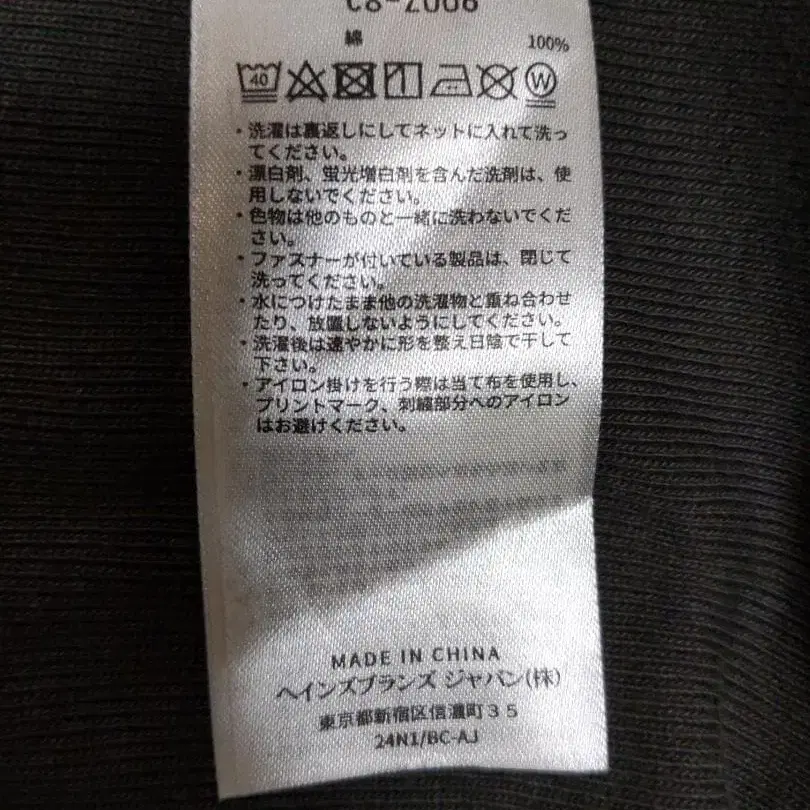 C8-Z006
綿 100%
40 W
・洗濯は裏返しにしてネットに入れて洗っ
てください。
・漂白剤、蛍光増白剤を含んだ洗剤は、使
用しないでください。
・色物は他のものと一緒に洗わないでくだ
さい。
・ファスナーが付いている製品は、閉じて
洗ってください。
・水につけたまま他の洗濯物と重ね合わせ
たり、放置しないようにしてください。
・洗濯後は速やかに形を整え日陰で干して
下さい。
・アイロン掛けを行う際は当て布を使用し、
プリントマーク、刺繍部分へのアイロン
はお避けください。
MADE IN CHINA
ヘインズブランズ ジャパン(株)
東京都新宿区信濃町35
24N1/BC-AJ